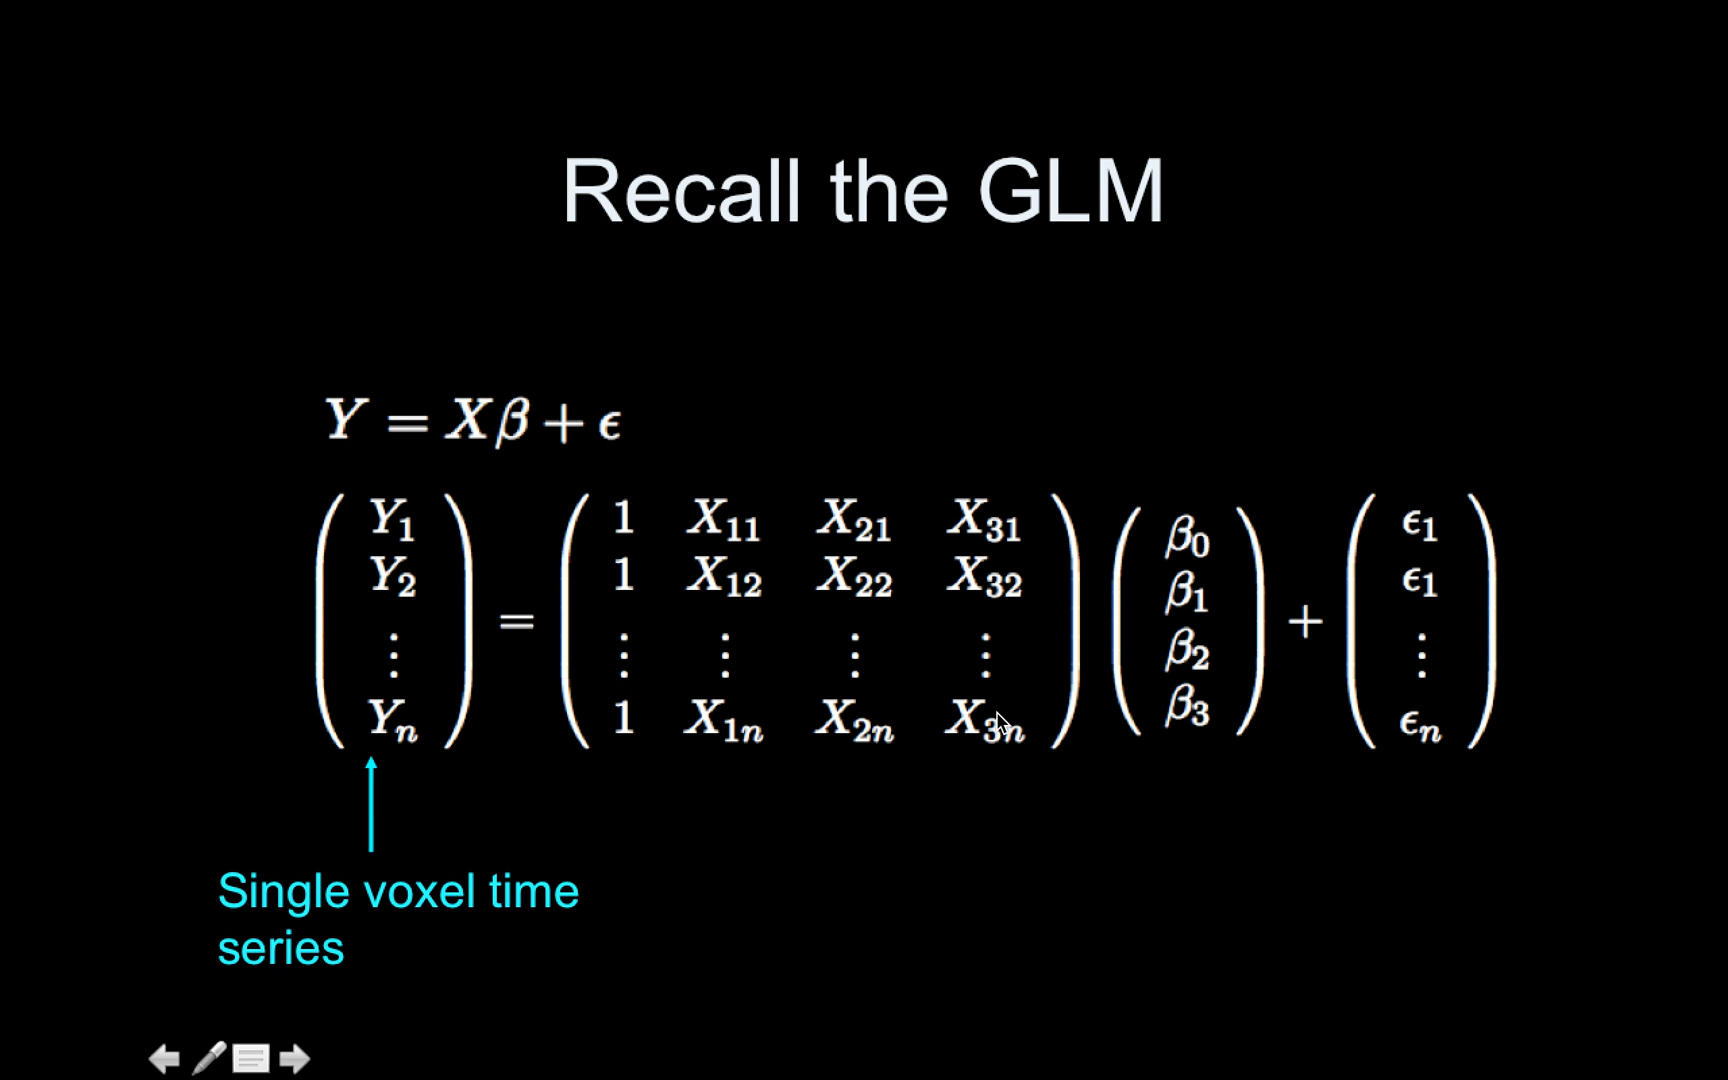 Recall the GLM
Y = Xβ + ϵ
( Y₁ ) = ( 1 X₁₁ X₂₁ X₃₁ ) ( β₀ ) + ( ϵ₁ )
( Y₂ ) ( 1 X₁₂ X₂₂ X₃₂ ) ( β₁ ) ( ϵ₁ )
( ⋮ ) ( ⋮ ⋮ ⋮ ⋮ ) ( β₂ ) ( ⋮ )
( Yₙ ) ( 1 X₁ₙ X₂ₙ X₃ₙ ) ( β₃ ) ( ϵₙ )
Single voxel time
series